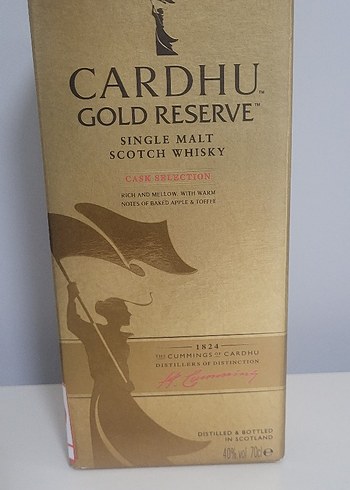 CARDHU™
GOLD RESERVE™
SINGLE MALT
SCOTCH WHISKY
CASK SELECTION
RICH AND MELLOW, WITH WARM
NOTES OF BAKED APPLE & TOFFEE
1824
THE CUMMINGS OF CARDHU
DISTILLERS OF DISTINCTION
DISTILLED & BOTTLED
IN SCOTLAND
40%vol 70cl℮